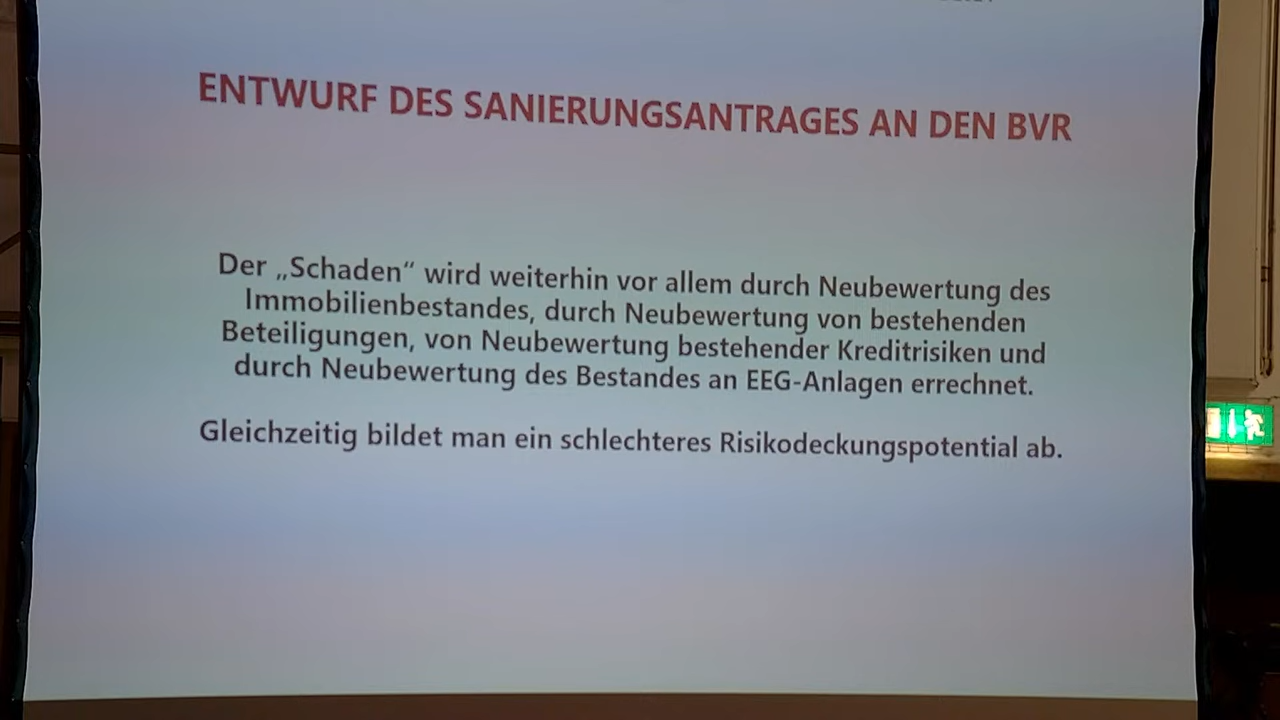 ENTWURF DES SANIERUNGSANTRAGES AN DEN BVR
Der „Schaden“ wird weiterhin vor allem durch Neubewertung des
Immobilienbestandes, durch Neubewertung von bestehenden
Beteiligungen, von Neubewertung bestehender Kreditrisiken und
durch Neubewertung des Bestandes an EEG-Anlagen errechnet.
Gleichzeitig bildet man ein schlechteres Risikodeckungspotential ab.